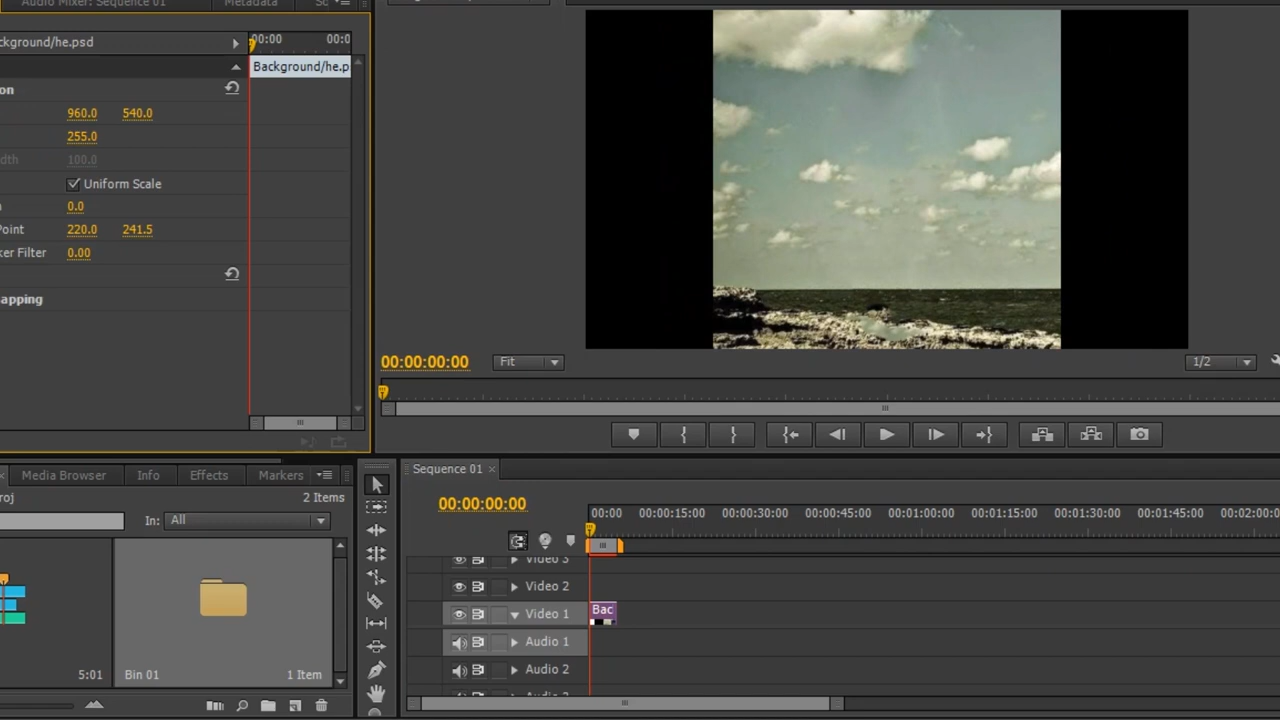 Audio Mixer: Sequence 01
Metadata
ckground/he.psd
00:00
00:0
Background/he.p
on
960.0 540.0
255.0
dth 100.0
Uniform Scale
0.0
Point 220.0 241.5
ker Filter 0.00
apping
00:00:00:00
Fit
1/2
Media Browser
Info
Effects
Markers
roj
2 Items
In: All
5:01
Bin 01
1 Item
Sequence 01
00:00:00:00
00:00 00:00:15:00 00:00:30:00 00:00:45:00 00:01:00:00 00:01:15:00 00:01:30:00 00:01:45:00 00:02:00:0
Video 3
Video 2
Video 1
Bac
Audio 1
Audio 2